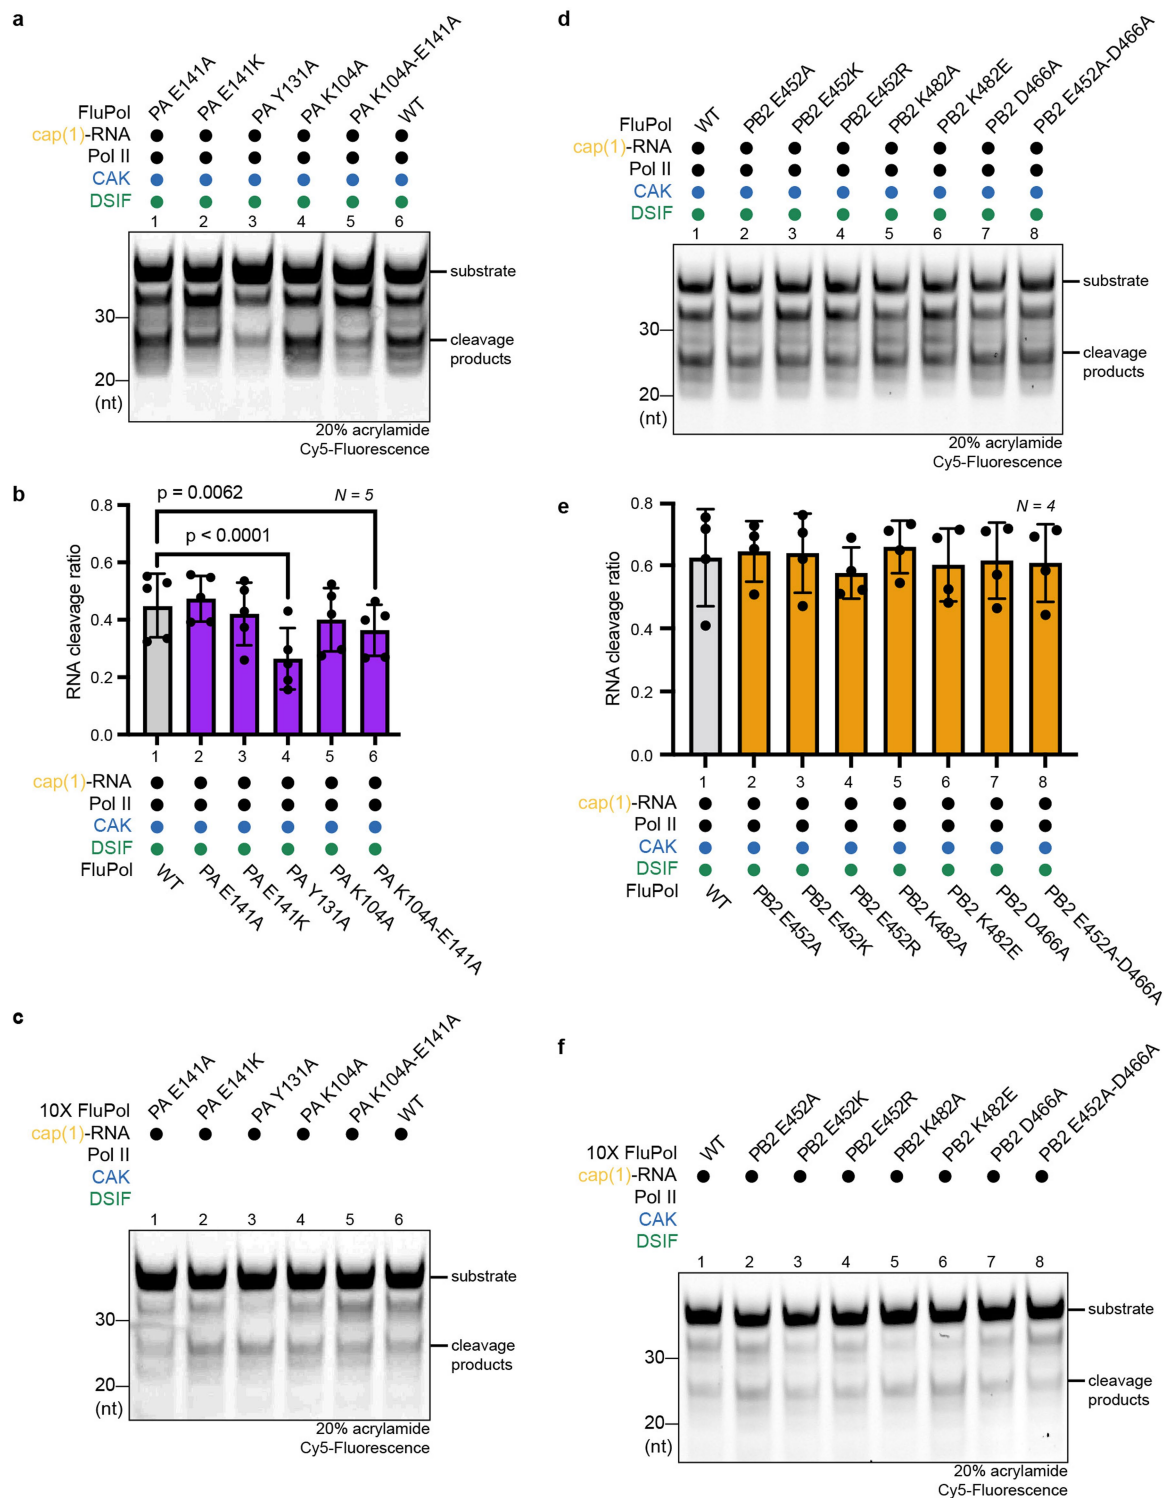 a
PA E141A
PA E141K
PA Y131A
PA K104A
PA K104A-E141A
WT
FluPol
cap(1)-RNA
Pol II
CAK
DSIF
1 2 3 4 5 6
substrate
30
cleavage
products
20
(nt)
20% acrylamide
Cy5-Fluorescence
b
p = 0.0062
N = 5
p < 0.0001
RNA cleavage ratio
0.8
0.6
0.4
0.2
0.0
1 2 3 4 5 6
cap(1)-RNA
Pol II
CAK
DSIF
FluPol
WT
PA E141A
PA E141K
PA Y131A
PA K104A
PA K104A-E141A
c
PA E141A
PA E141K
PA Y131A
PA K104A
PA K104A-E141A
WT
10X FluPol
cap(1)-RNA
Pol II
CAK
DSIF
1 2 3 4 5 6
substrate
30
cleavage
products
20
(nt)
20% acrylamide
Cy5-Fluorescence
d
WT
PB2 E452A
PB2 E452K
PB2 E452R
PB2 K482A
PB2 K482E
PB2 D466A
PB2 E452A-D466A
FluPol
cap(1)-RNA
Pol II
CAK
DSIF
1 2 3 4 5 6 7 8
substrate
30
cleavage
products
20
(nt)
20% acrylamide
Cy5-Fluorescence
e
N = 4
RNA cleavage ratio
0.8
0.6
0.4
0.2
0.0
1 2 3 4 5 6 7 8
cap(1)-RNA
Pol II
CAK
DSIF
FluPol
WT
PB2 E452A
PB2 E452K
PB2 E452R
PB2 K482A
PB2 K482E
PB2 D466A
PB2 E452A-D466A
f
WT
PB2 E452A
PB2 E452K
PB2 E452R
PB2 K482A
PB2 K482E
PB2 D466A
PB2 E452A-D466A
10X FluPol
cap(1)-RNA
Pol II
CAK
DSIF
1 2 3 4 5 6 7 8
substrate
30
cleavage
products
20
(nt)
20% acrylamide
Cy5-Fluorescence